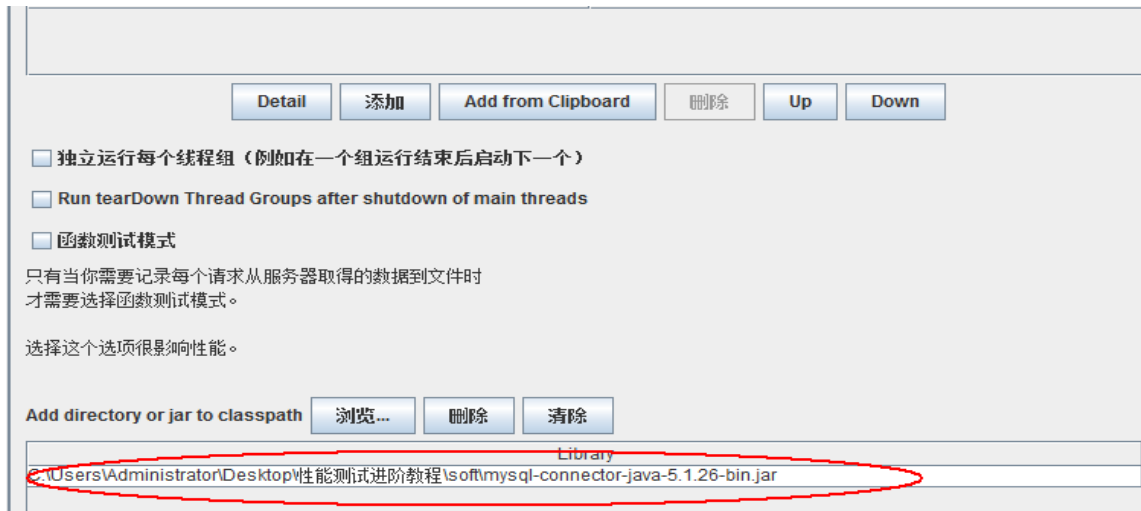 Detail 添加 Add from Clipboard 删除 Up Down
独立运行每个线程组（例如在一个组运行结束后启动下一个）
Run tearDown Thread Groups after shutdown of main threads
函数测试模式
只有当你需要记录每个请求从服务器取得的数据到文件时
才需要选择函数测试模式。
选择这个选项很影响性能。
Add directory or jar to classpath 浏览... 删除 清除
Library
C:\Users\Administrator\Desktop\性能测试进阶教程\soft\mysql-connector-java-5.1.26-bin.jar